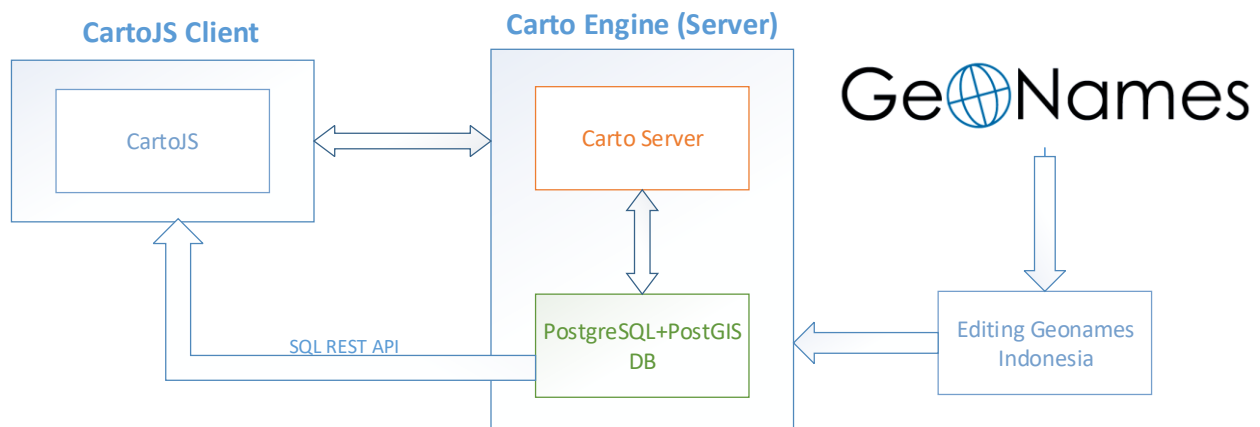 CartoJS Client
Carto Engine (Server)
GeoNames
CartoJS
Carto Server
PostgreSQL+PostGIS
DB
SQL REST API
Editing Geonames
Indonesia